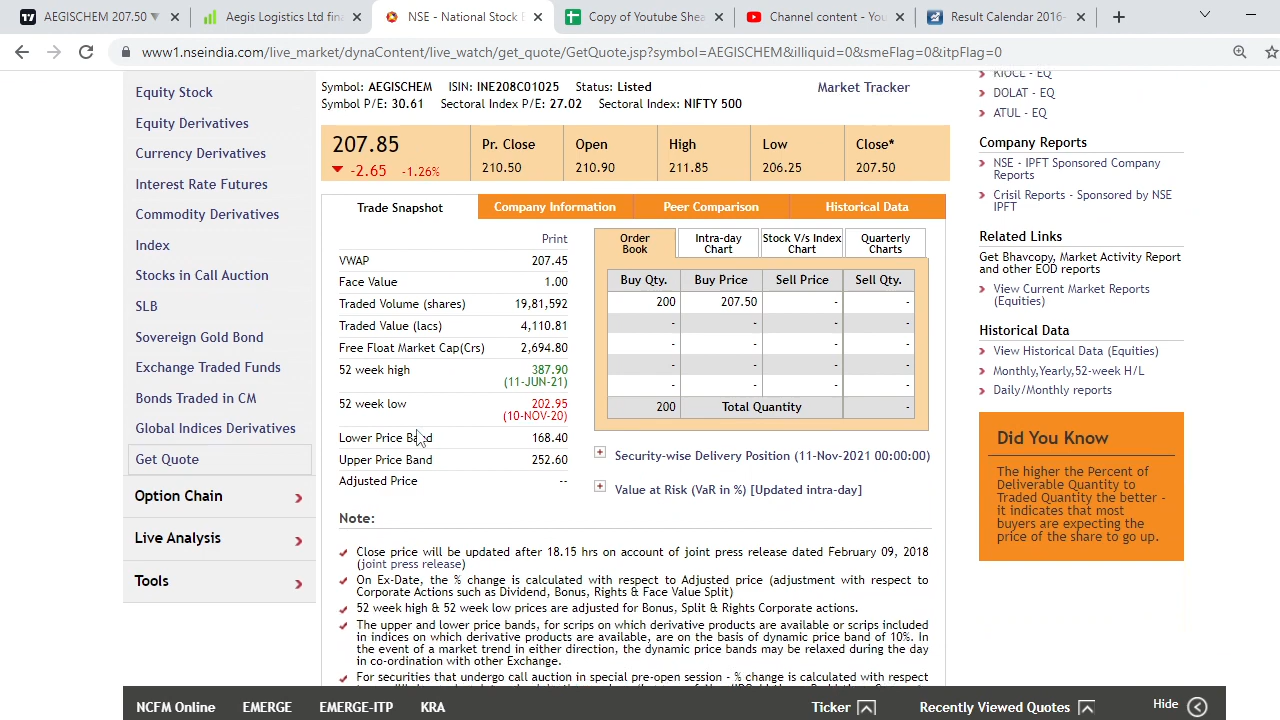 AEGISCHEM 207.50
Aegis Logistics Ltd fina
NSE - National Stock E
Copy of Youtube Shea
Channel content - You
Result Calendar 2016-
www1.nseindia.com/live_market/dynaContent/live_watch/get_quote/GetQuote.jsp?symbol=AEGISCHEM&illiquid=0&smeFlag=0&itpFlag=0
Equity Stock
Equity Derivatives
Currency Derivatives
Interest Rate Futures
Commodity Derivatives
Index
Stocks in Call Auction
SLB
Sovereign Gold Bond
Exchange Traded Funds
Bonds Traded in CM
Global Indices Derivatives
Get Quote
Option Chain
Live Analysis
Tools
Symbol: AEGISCHEM ISIN: INE208C01025 Status: Listed
Market Tracker
Symbol P/E: 30.61 Sectoral Index P/E: 27.02 Sectoral Index: NIFTY 500
207.85 Pr. Close Open High Low Close*
-2.65 -1.26% 210.50 210.90 211.85 206.25 207.50
Trade Snapshot Company Information Peer Comparison Historical Data
Print
VWAP 207.45
Face Value 1.00
Traded Volume (shares) 19,81,592
Traded Value (lacs) 4,110.81
Free Float Market Cap(Crs) 2,694.80
52 week high 387.90
(11-JUN-21)
52 week low 202.95
(10-NOV-20)
Lower Price Band 168.40
Upper Price Band 252.60
Adjusted Price --
Order Book
Intra-day Chart
Stock V/s Index Chart
Quarterly Charts
Buy Qty. Buy Price Sell Price Sell Qty.
200 207.50 - -
- - - -
- - - -
- - - -
- - - -
200 Total Quantity -
Security-wise Delivery Position (11-Nov-2021 00:00:00)
Value at Risk (VaR in %) [Updated intra-day]
Note:
Close price will be updated after 18.15 hrs on account of joint press release dated February 09, 2018
(joint press release)
On Ex-Date, the % change is calculated with respect to Adjusted price (adjustment with respect to
Corporate Actions such as Dividend, Bonus, Rights & Face Value Split)
52 week high & 52 week low prices are adjusted for Bonus, Split & Rights Corporate actions.
The upper and lower price bands, for scrips on which derivative products are available or scrips included
in indices on which derivative products are available, are on the basis of dynamic price band of 10%. In
the event of a market trend in either direction, the dynamic price bands may be relaxed during the day
in co-ordination with other Exchange.
For securities that undergo call auction in special pre-open session - % change is calculated with respect
KIOCL - EQ
DOLAT - EQ
ATUL - EQ
Company Reports
NSE - IPFT Sponsored Company
Reports
Crisil Reports - Sponsored by NSE
IPFT
Related Links
Get Bhavcopy, Market Activity Report
and other EOD reports
View Current Market Reports
(Equities)
Historical Data
View Historical Data (Equities)
Monthly,Yearly,52-week H/L
Daily/Monthly reports
Did You Know
The higher the Percent of
Deliverable Quantity to
Traded Quantity the better -
it indicates that most
buyers are expecting the
price of the share to go up.
NCFM Online EMERGE EMERGE-ITP KRA Ticker Recently Viewed Quotes Hide